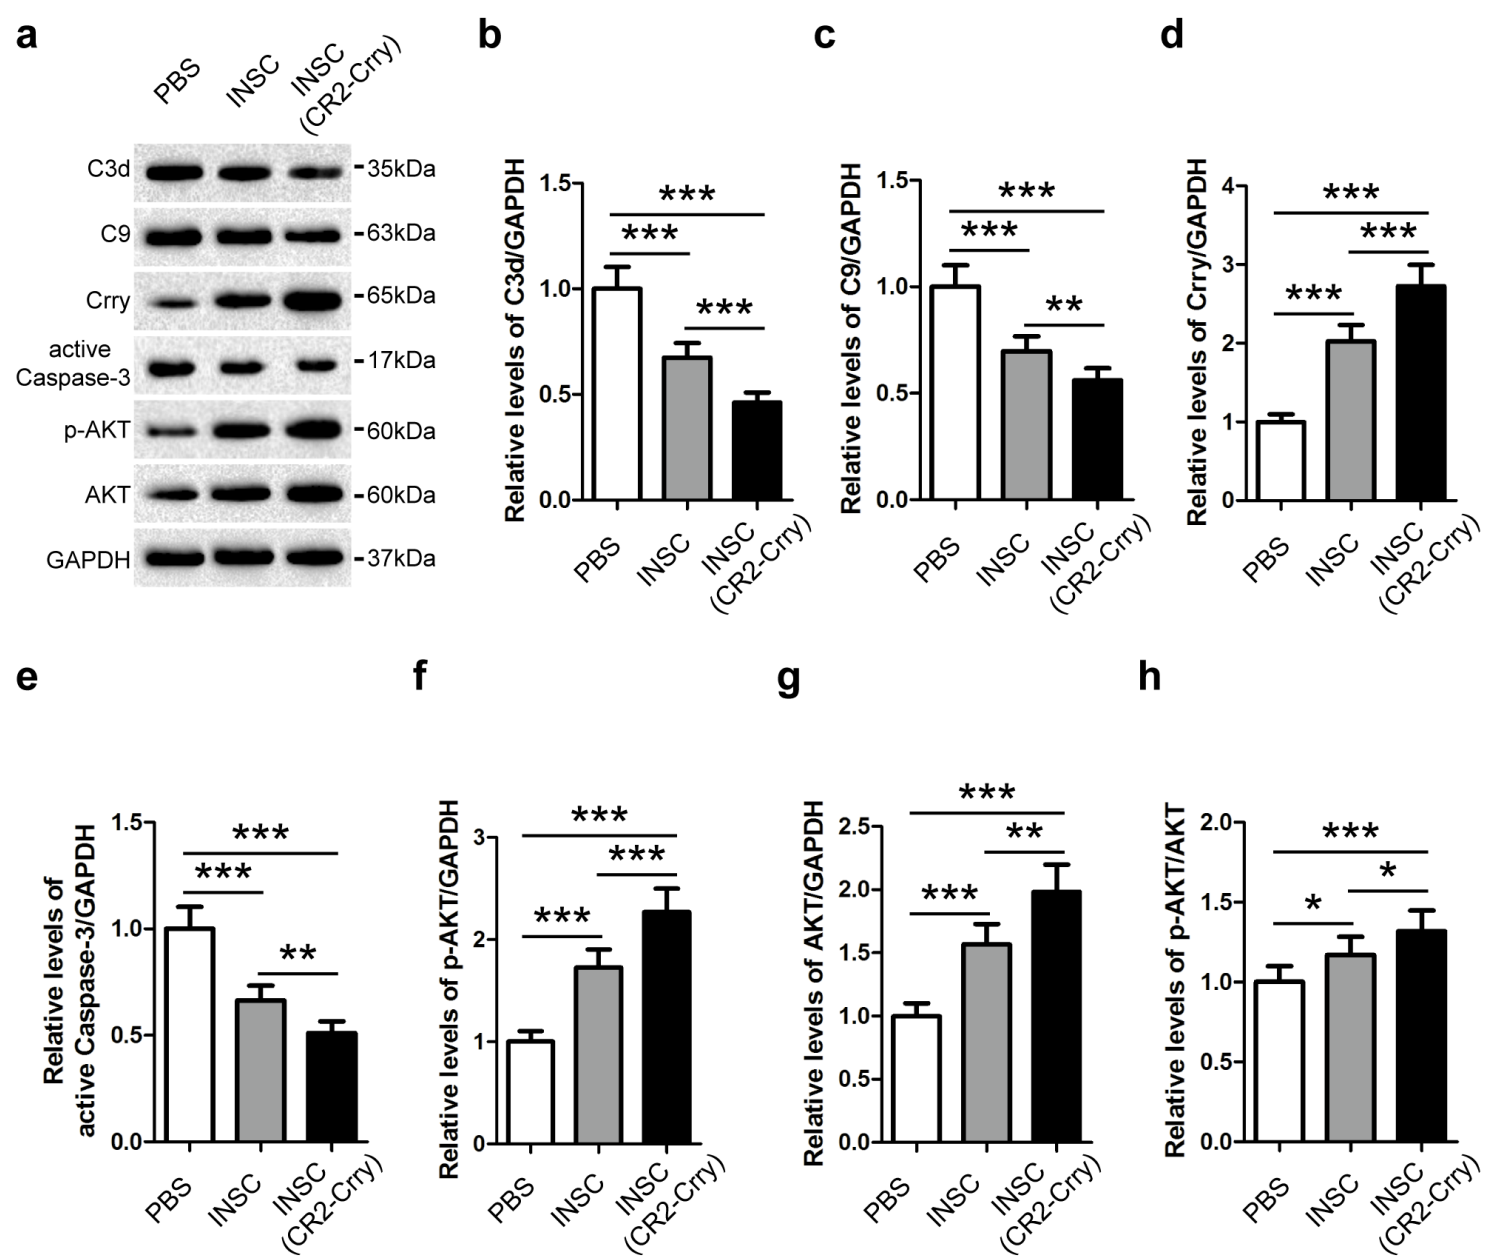 a
PBS
INSC
INSC
(CR2-Crry)
C3d
-35kDa
C9
-63kDa
Crry
-65kDa
active
Caspase-3
-17kDa
p-AKT
-60kDa
AKT
-60kDa
GAPDH
-37kDa
b
Relative levels of C3d/GAPDH
1.5
1.0
0.5
0.0
***
***
***
PBS
INSC
INSC
(CR2-Crry)
c
Relative levels of C9/GAPDH
1.5
1.0
0.5
0.0
***
***
**
PBS
INSC
INSC
(CR2-Crry)
d
Relative levels of Crry/GAPDH
4
3
2
1
0
***
***
***
PBS
INSC
INSC
(CR2-Crry)
e
Relative levels of
active Caspase-3/GAPDH
1.5
1.0
0.5
0.0
***
***
**
PBS
INSC
INSC
(CR2-Crry)
f
Relative levels of p-AKT/GAPDH
3
2
1
0
***
***
***
PBS
INSC
INSC
(CR2-Crry)
g
Relative levels of AKT/GAPDH
2.5
2.0
1.5
1.0
0.5
0.0
***
**
***
PBS
INSC
INSC
(CR2-Crry)
h
Relative levels of p-AKT/AKT
2.0
1.5
1.0
0.5
0.0
***
*
*
PBS
INSC
INSC
(CR2-Crry)